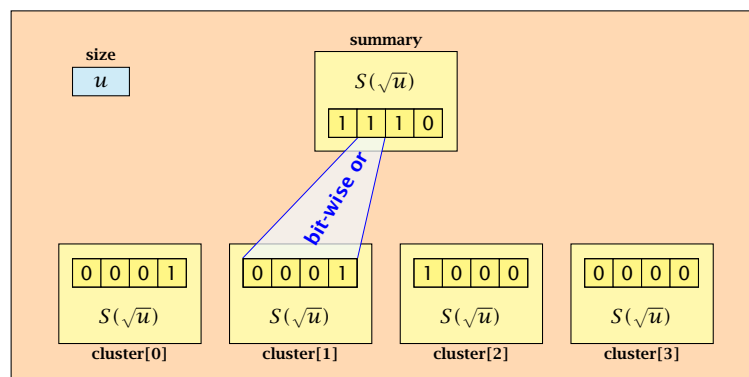 summary
size
u
S(√u)
1 1 1 0
bit-wise or
0 0 0 1
0 0 0 1
1 0 0 0
0 0 0 0
S(√u)
S(√u)
S(√u)
S(√u)
cluster[0]
cluster[1]
cluster[2]
cluster[3]